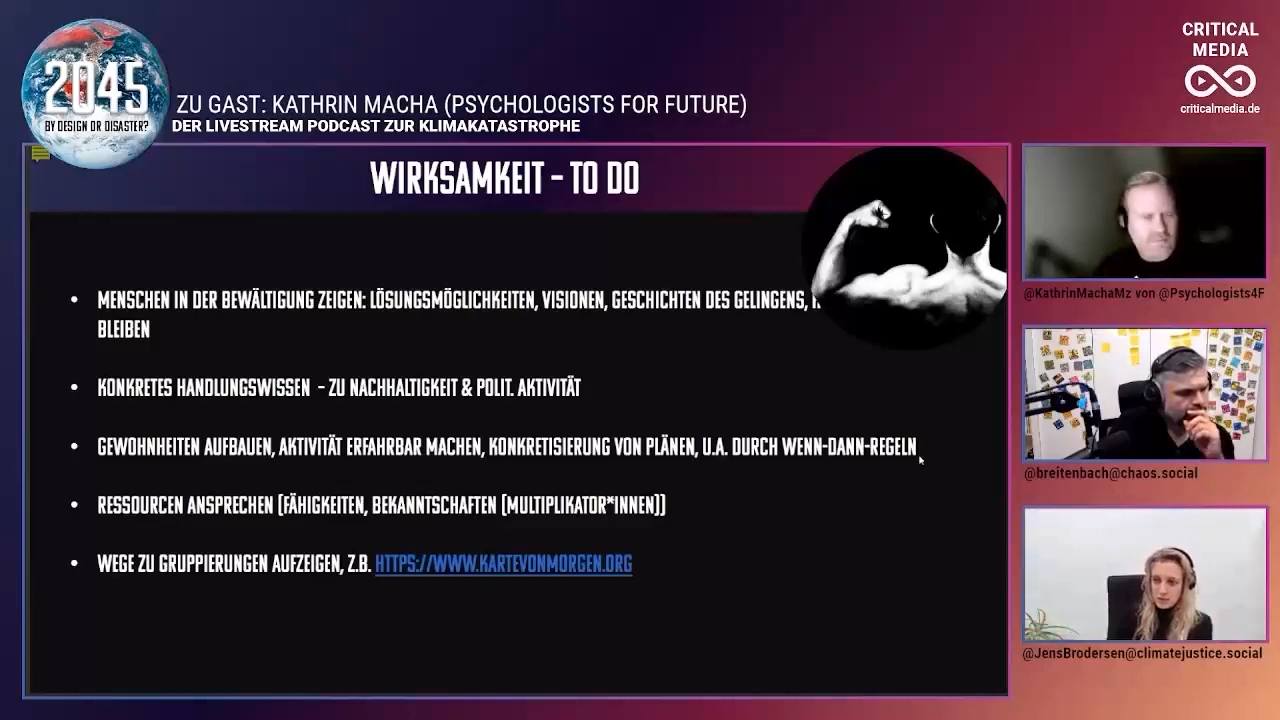 CRITICAL
MEDIA
criticalmedia.de
2045
BY DESIGN OR DISASTER?
ZU GAST: KATHRIN MACHA (PSYCHOLOGISTS FOR FUTURE)
DER LIVESTREAM PODCAST ZUR KLIMAKATASTROPHE
WIRKSAMKEIT - TO DO
• MENSCHEN IN DER BEWÄLTIGUNG ZEIGEN: LÖSUNGSMÖGLICHKEITEN, VISIONEN, GESCHICHTEN DES GELINGENS,
BLEIBEN
• KONKRETES HANDLUNGSWISSEN - ZU NACHHALTIGKEIT & POLIT. AKTIVITÄT
• GEWOHNHEITEN AUFBAUEN, AKTIVITÄT ERFAHRBAR MACHEN, KONKRETISIERUNG VON PLÄNEN, U.A. DURCH WENN-DANN-REGELN
• RESSOURCEN ANSPRECHEN (FÄHIGKEITEN, BEKANNTSCHAFTEN (MULTIPLIKATOR*INNEN))
• WEGE ZU GRUPPIERUNGEN AUFZEIGEN, Z.B. HTTPS://WWW.KARTEVONMORGEN.ORG
@KathrinMachaMz von @Psychologists4F
@breitenbach@chaos.social
@JensBrodersen@climatejustice.social